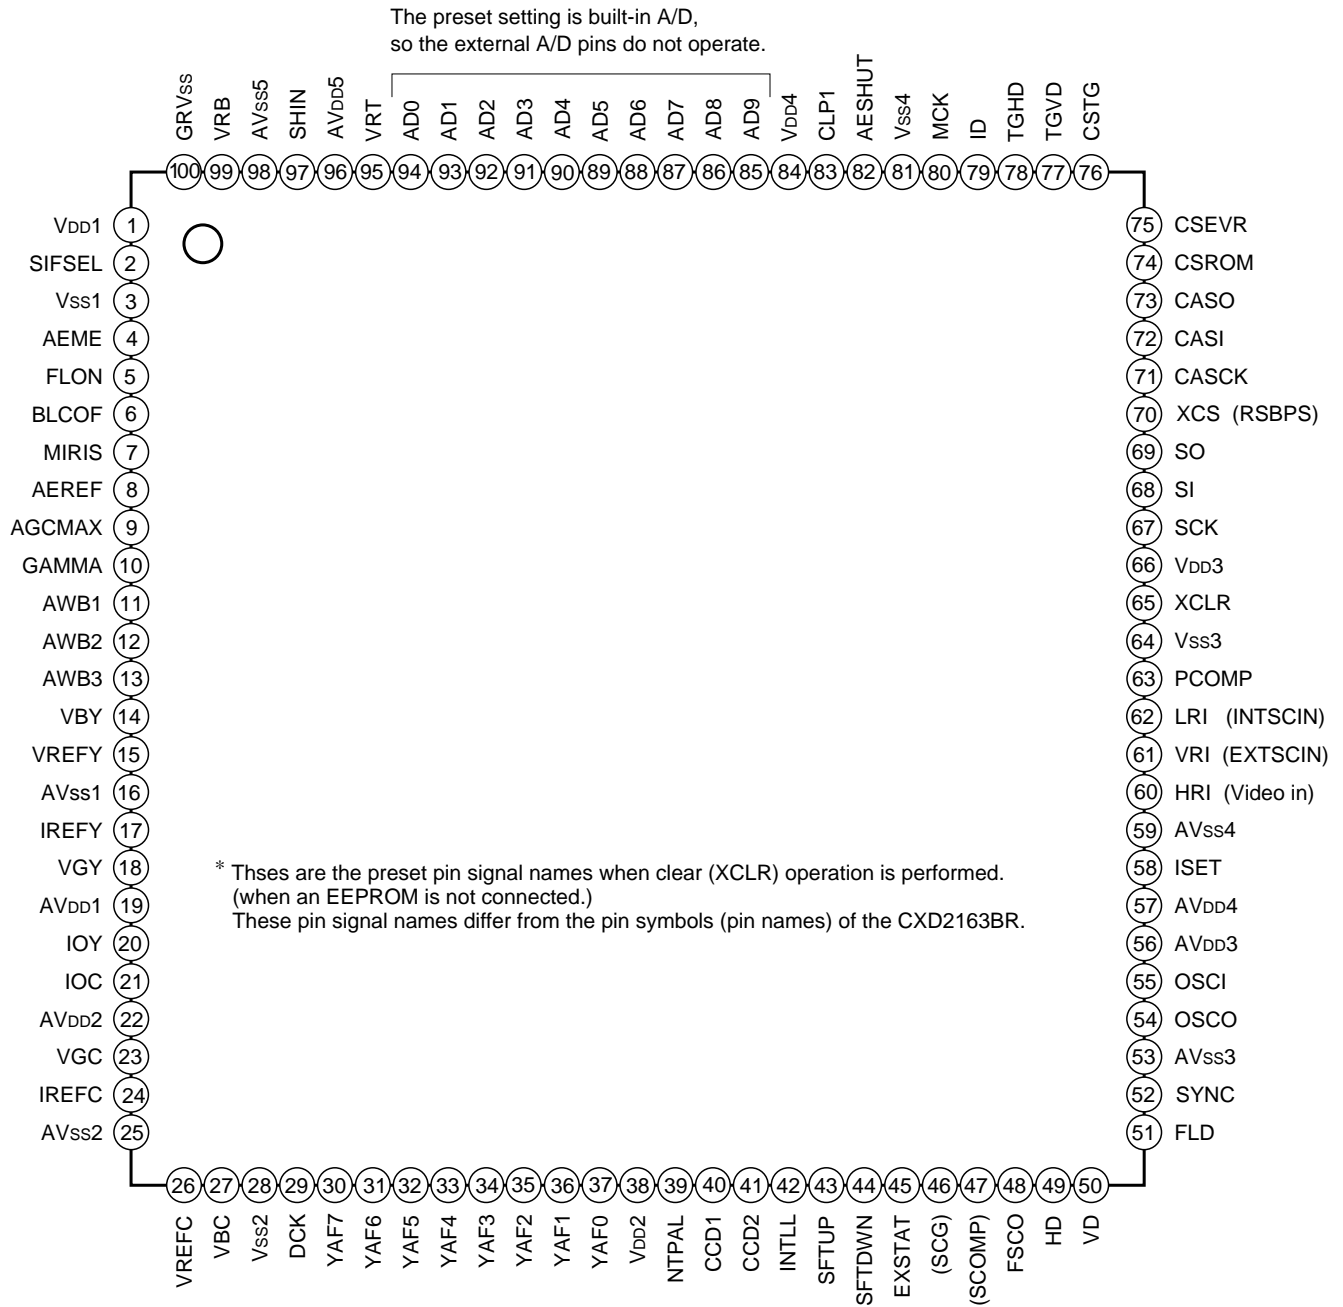 The preset setting is built-in A/D,
so the external A/D pins do not operate.
GRVss
VRB
AVss5
SHIN
AVDD5
VRT
AD0
AD1
AD2
AD3
AD4
AD5
AD6
AD7
AD8
AD9
VDD4
CLP1
AESHUT
Vss4
MCK
ID
TGHD
TGVD
CSTG
100 99 98 97 96 95 94 93 92 91 90 89 88 87 86 85 84 83 82 81 80 79 78 77 76
VDD1 1
SIFSEL 2
Vss1 3
AEME 4
FLON 5
BLCOF 6
MIRIS 7
AEREF 8
AGCMAX 9
GAMMA 10
AWB1 11
AWB2 12
AWB3 13
VBY 14
VREFY 15
AVss1 16
IREFY 17
VGY 18
AVDD1 19
IOY 20
IOC 21
AVDD2 22
VGC 23
IREFC 24
AVss2 25
75 CSEVR
74 CSROM
73 CASO
72 CASI
71 CASCK
70 XCS (RSBPS)
69 SO
68 SI
67 SCK
66 VDD3
65 XCLR
64 Vss3
63 PCOMP
62 LRI (INTSCIN)
61 VRI (EXTSCIN)
60 HRI (Video in)
59 AVss4
58 ISET
57 AVDD4
56 AVDD3
55 OSCI
54 OSCO
53 AVss3
52 SYNC
51 FLD
* Thses are the preset pin signal names when clear (XCLR) operation is performed.
(when an EEPROM is not connected.)
These pin signal names differ from the pin symbols (pin names) of the CXD2163BR.
26 27 28 29 30 31 32 33 34 35 36 37 38 39 40 41 42 43 44 45 46 47 48 49 50
VREFC
VBC
Vss2
DCK
YAF7
YAF6
YAF5
YAF4
YAF3
YAF2
YAF1
YAF0
VDD2
NTPAL
CCD1
CCD2
INTLL
SFTUP
SFTDWN
EXSTAT
(SCG)
(SCOMP)
FSCO
HD
VD